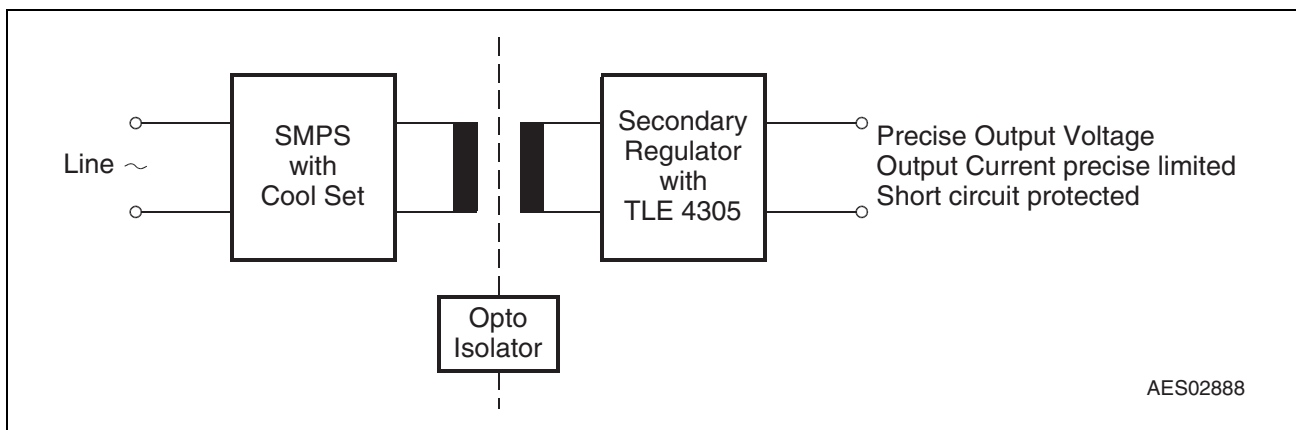 SMPS
with
Cool Set
Line ~
Secondary
Regulator
with
TLE 4305
Precise Output Voltage
Output Current precise limited
Short circuit protected
Opto
Isolator
AES02888